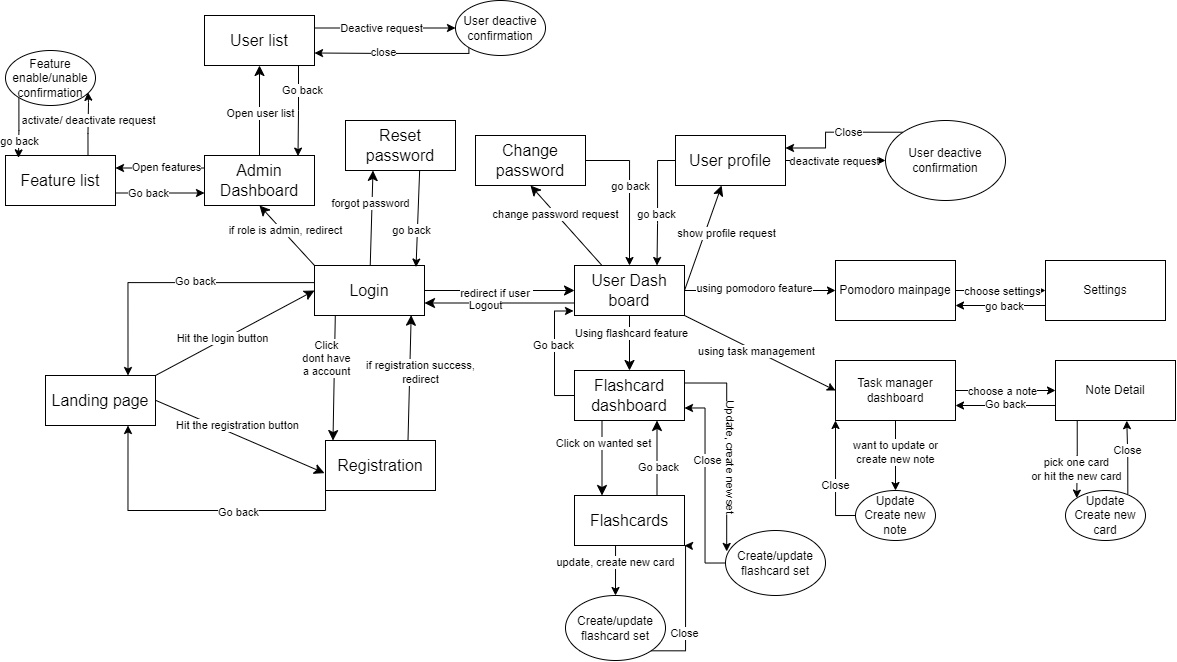 User list
Deactive request
User deactive
confirmation
close
Feature
enable/unable
confirmation
Go back
Open user list
activate/ deactivate request
go back
Feature list
Open features
Go back
Admin
Dashboard
Reset
password
forgot password
go back
if role is admin, redirect
Change
password
go back
change password request
User profile
Close
deactivate request
User deactive
confirmation
go back
show profile request
Go back
Login
redirect if user
Logout
User Dash
board
using pomodoro feature
Pomodoro mainpage
choose settings
go back
Settings
Hit the login button
Click
dont have
a account
if registration success,
redirect
Go back
Using flashcard feature
using task management
Landing page
Hit the registration button
Registration
Go back
Flashcard
dashboard
Update, create new set
Task manager
dashboard
choose a note
Go back
Note Detail
Click on wanted set
Go back
Close
want to update or
create new note
Close
pick one card
or hit the new card
Close
Update
Create new
note
Update
Create new
card
Flashcards
update, create new card
Create/update
flashcard set
Create/update
flashcard set
Close